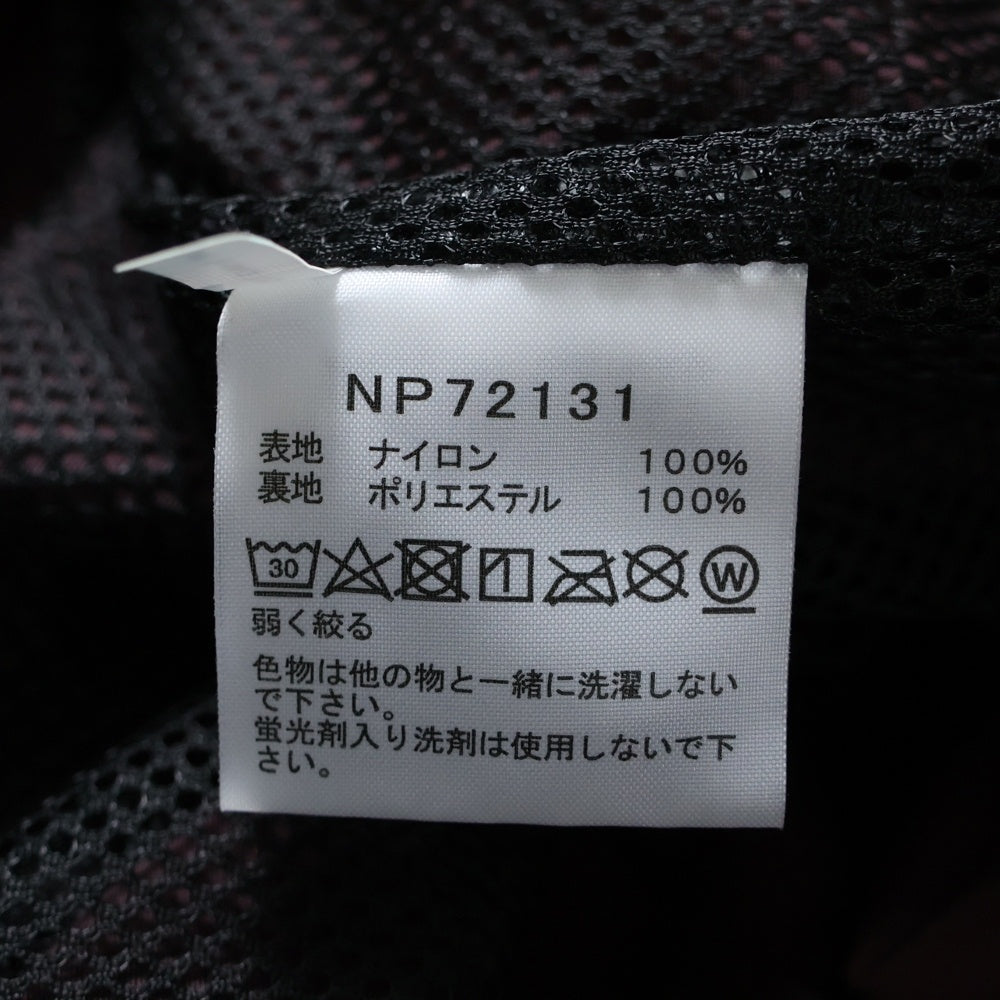 NP72131
表地 ナイロン 100%
裏地 ポリエステル 100%
30 W
弱く絞る
色物は他の物と一緒に洗濯しない
で下さい。
蛍光剤入り洗剤は使用しないで下
さい。